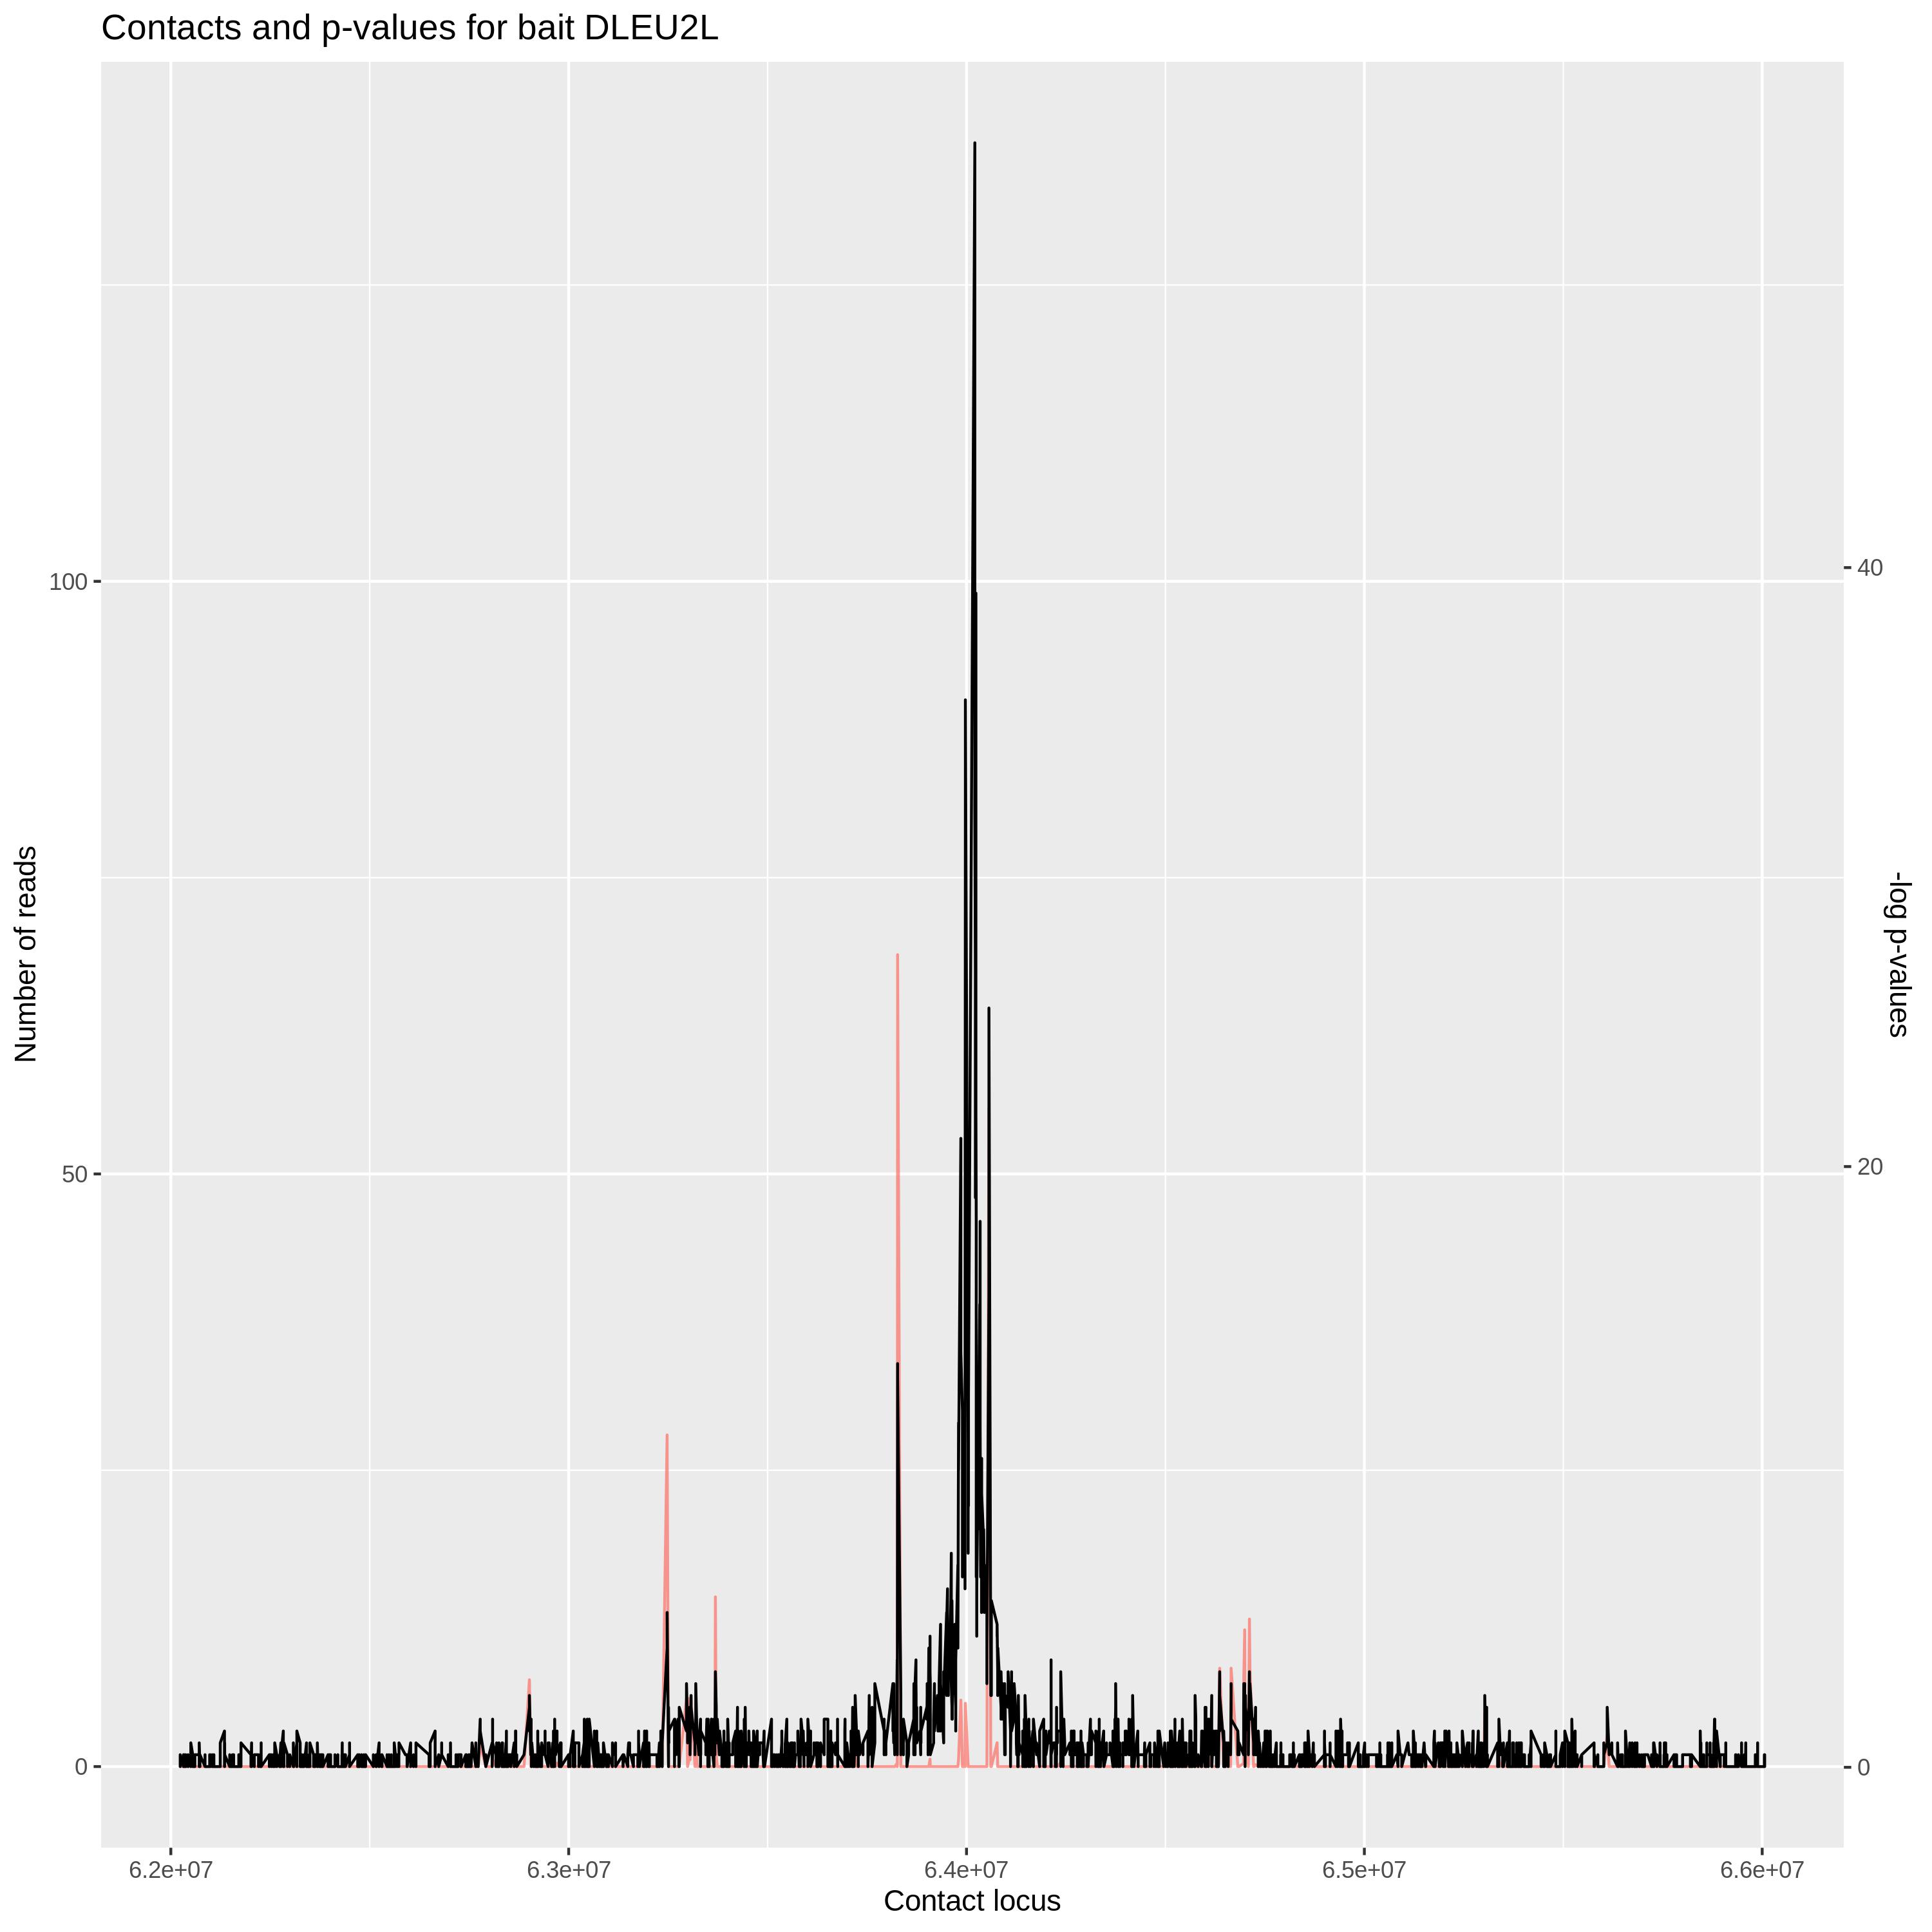 Contacts and p-values for bait DLEU2L
100
50
0
Number of reads
40
20
0
-log p-values
6.2e+07 6.3e+07 6.4e+07 6.5e+07 6.6e+07
Contact locus